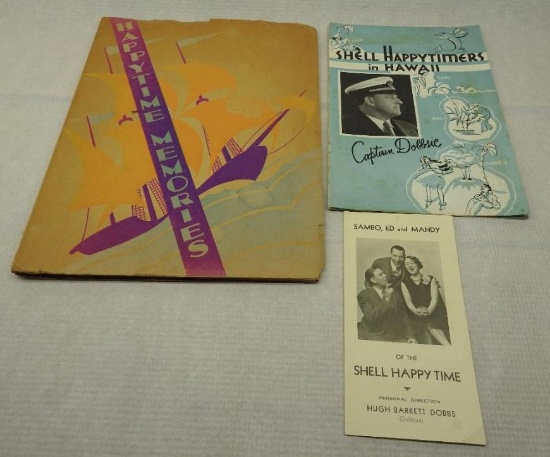 HAPPYTIME MEMORIES
SHELL HAPPYTIMERS
in HAWAII
Captain Dobbsie
SAMBO, ED and MANDY
OF THE
SHELL HAPPY TIME
PERSONAL DIRECTION
HUGH BARRETT DOBBS